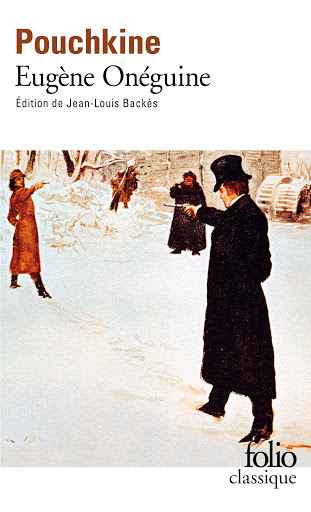 Pouchkine
Eugène Onéguine
Édition de Jean-Louis Backès
folio
classique